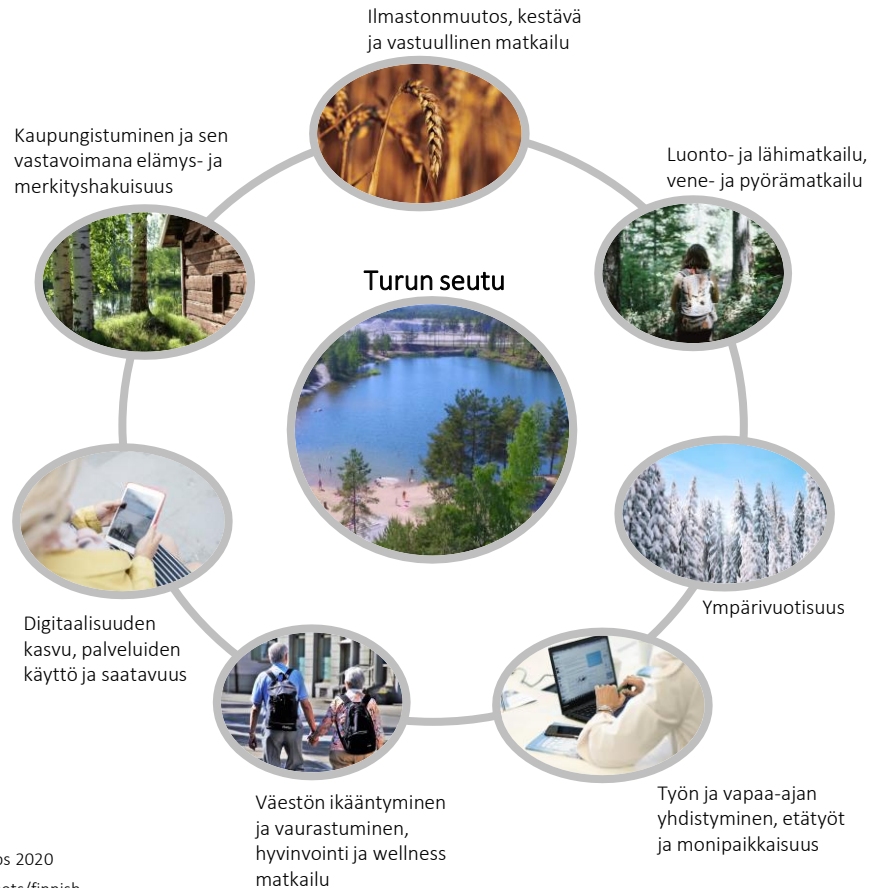 Ilmastonmuutos, kestävä
ja vastuullinen matkailu
Kaupungistuminen ja sen
vastavoimana elämys- ja
merkityshakuisuus
Luonto- ja lähimatkailu,
vene- ja pyörämatkailu
Turun seutu
Ympärivuotisuus
Digitaalisuuden
kasvu, palveluiden
käyttö ja saatavuus
Työn ja vapaa-ajan
yhdistyminen, etätyöt
ja monipaikkaisuus
Väestön ikääntyminen
ja vaurastuminen,
hyvinvointi ja wellness
matkailu
os 2020